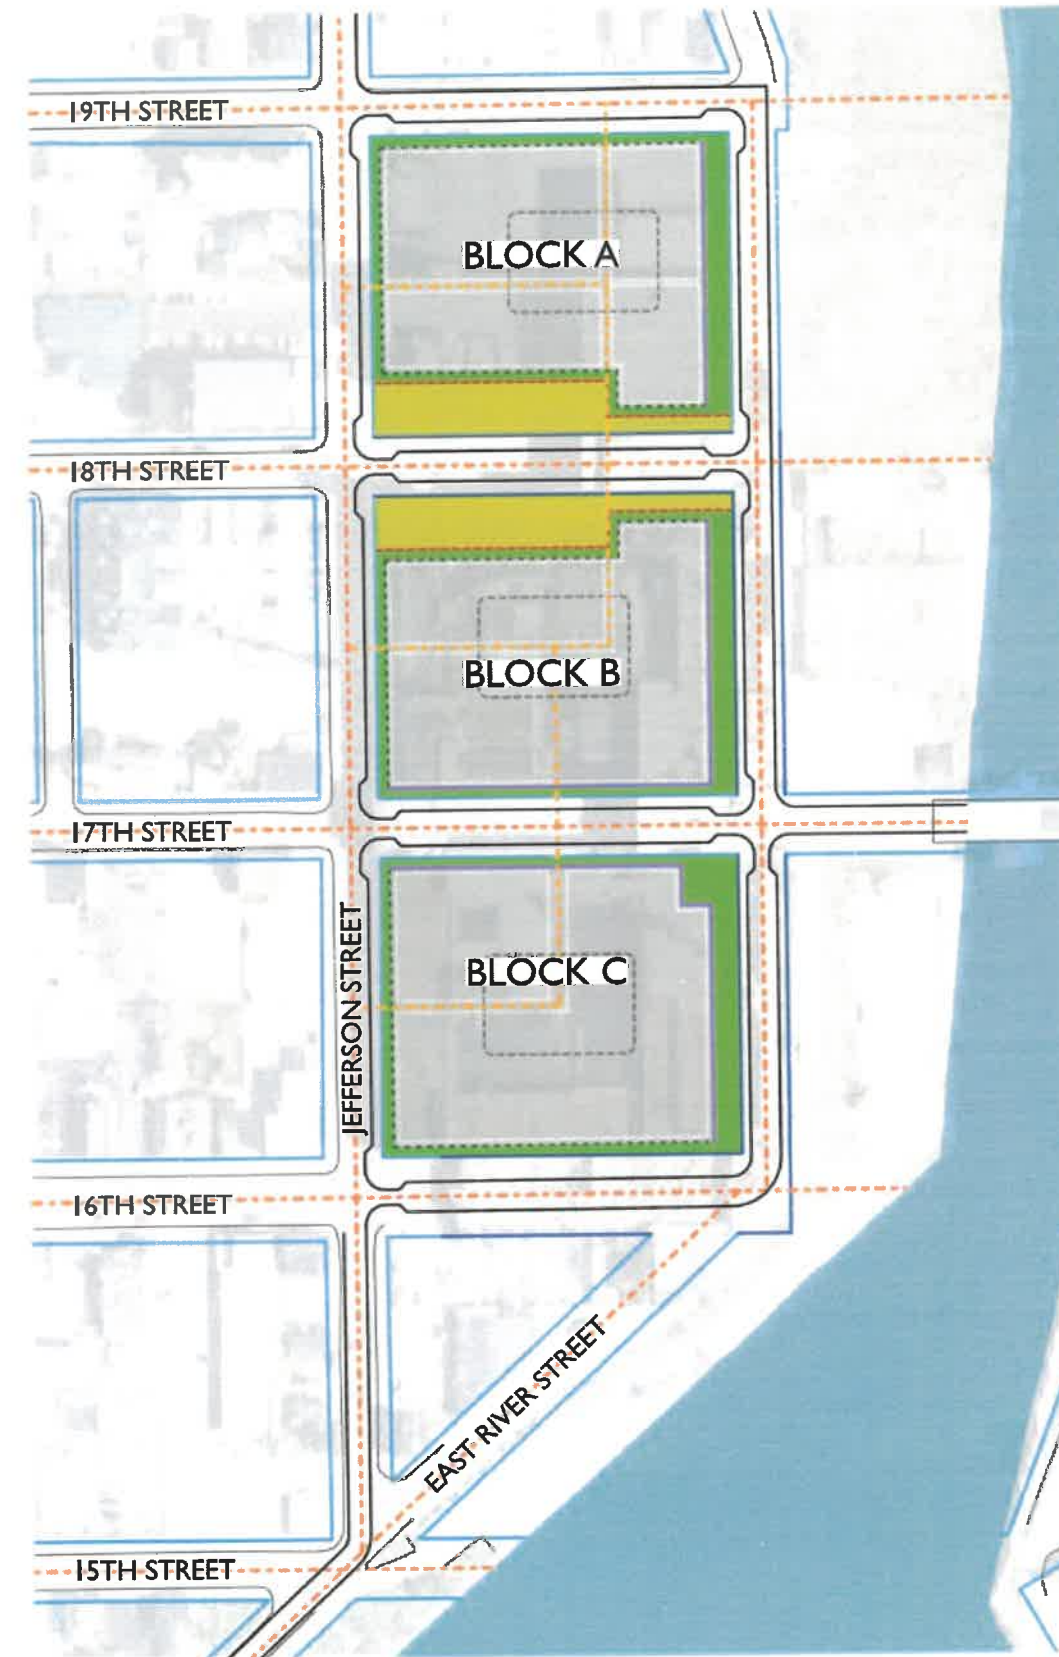 19TH STREET
BLOCK A
18TH STREET
BLOCK B
17TH STREET
JEFFERSON STREET
BLOCK C
16TH STREET
EAST RIVER STREET
15TH STREET